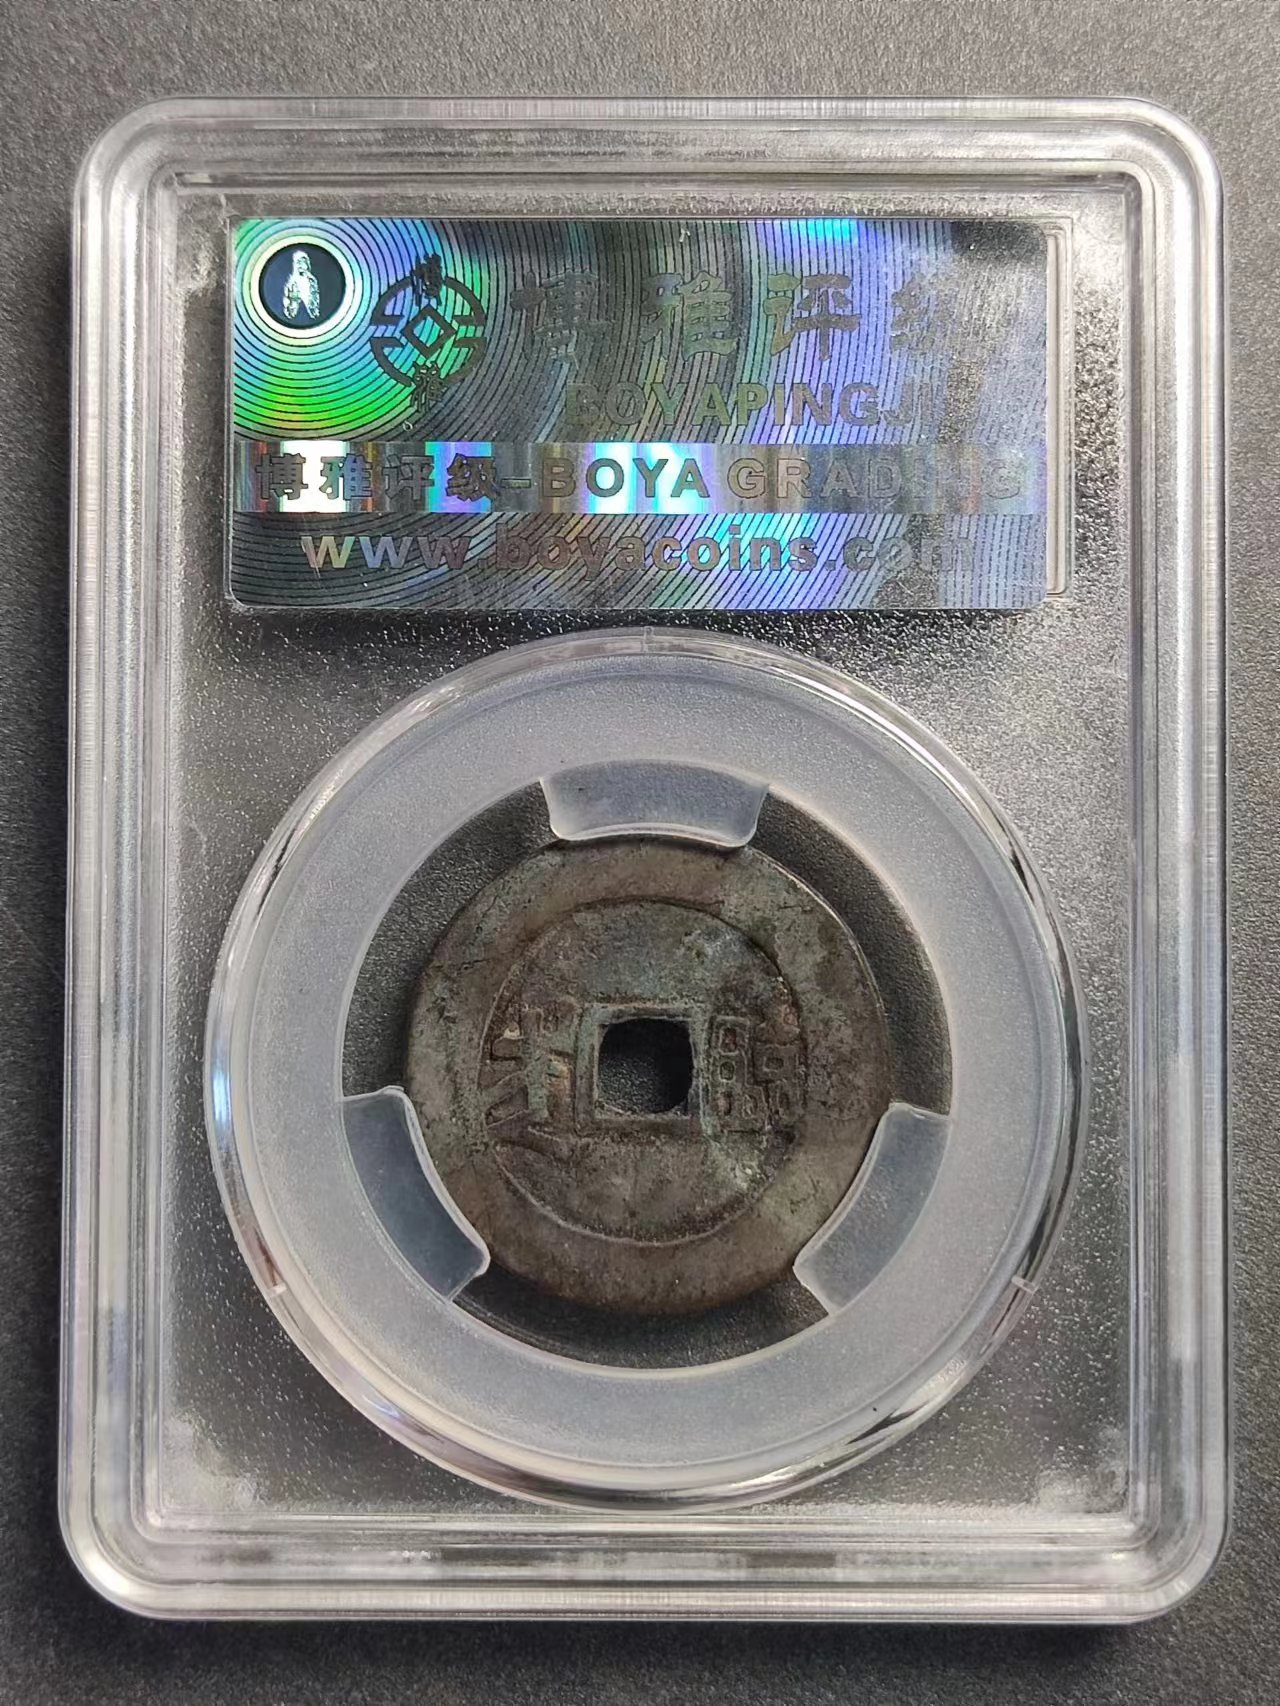 博雅评级
BOYAPINGJI
博雅评级-BOYA GRADING
www.boyacoins.com